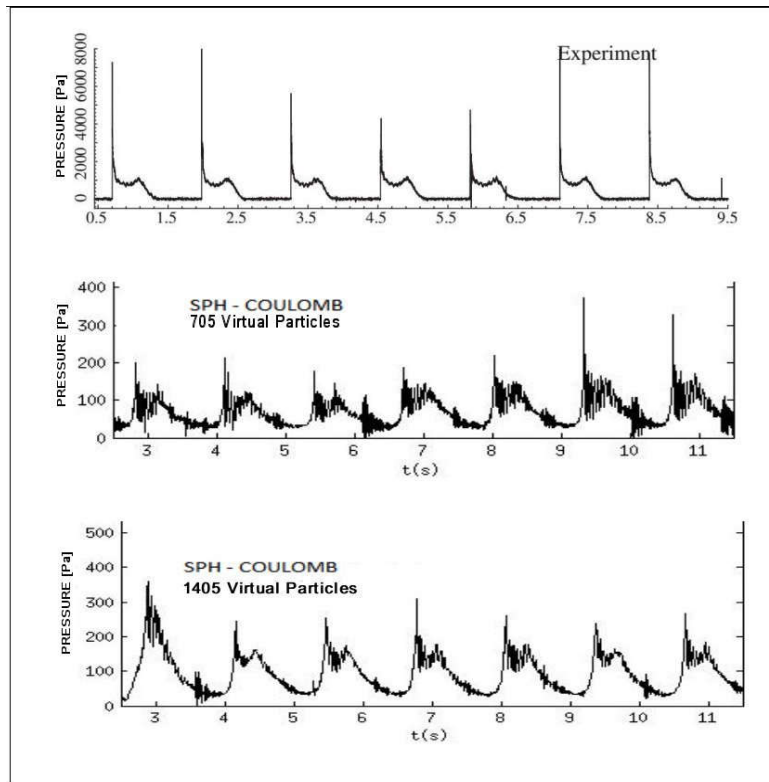 Experiment
PRESSURE [Pa]
8000
6000
4000
2000
0
0.5 1.5 2.5 3.5 4.5 5.5 6.5 7.5 8.5 9.5
SPH - COULOMB
705 Virtual Particles
PRESSURE [Pa]
400
300
200
100
0
3 4 5 6 7 8 9 10 11
t(s)
SPH - COULOMB
1405 Virtual Particles
PRESSURE [Pa]
500
400
300
200
100
0
3 4 5 6 7 8 9 10 11
t(s)